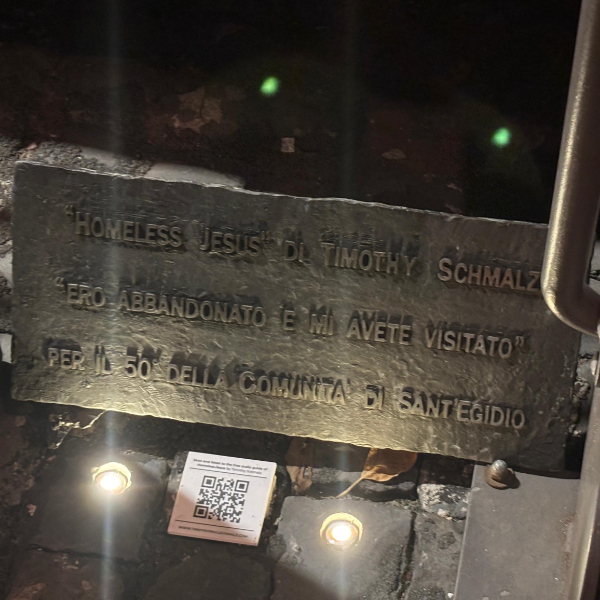 "HOMELESS JESUS" DI TIMOTHY SCHMALZ
"ERO ABBANDONATO E MI AVETE VISITATO"
PER IL 50° DELLA COMUNITA' DI SANT'EGIDIO